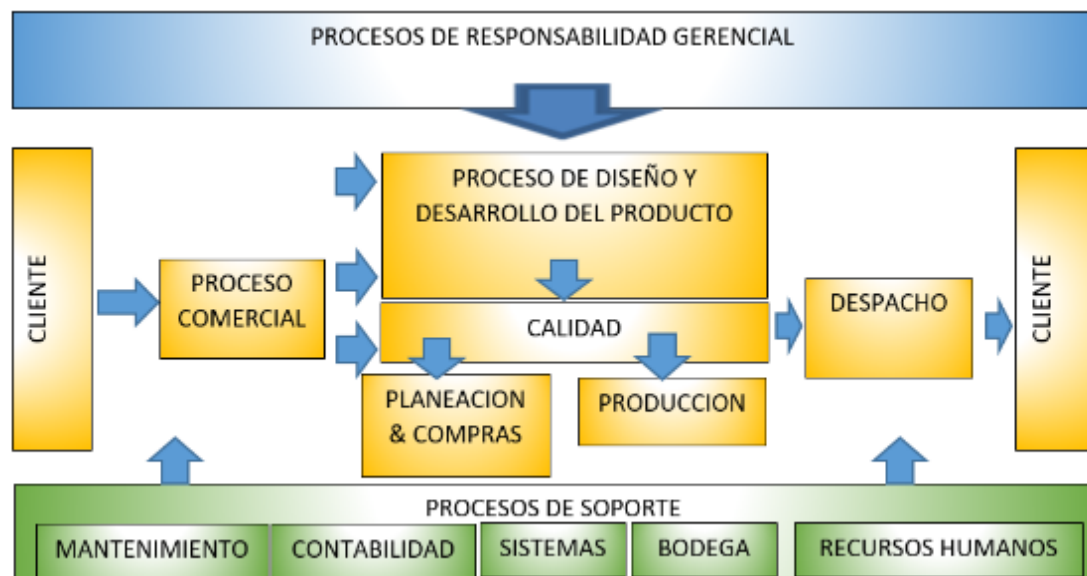 PROCESOS DE RESPONSABILIDAD GERENCIAL
CLIENTE
PROCESO
COMERCIAL
PROCESO DE DISEÑO Y
DESARROLLO DEL PRODUCTO
CALIDAD
PLANEACION
& COMPRAS
PRODUCCION
DESPACHO
CLIENTE
PROCESOS DE SOPORTE
MANTENIMIENTO
CONTABILIDAD
SISTEMAS
BODEGA
RECURSOS HUMANOS